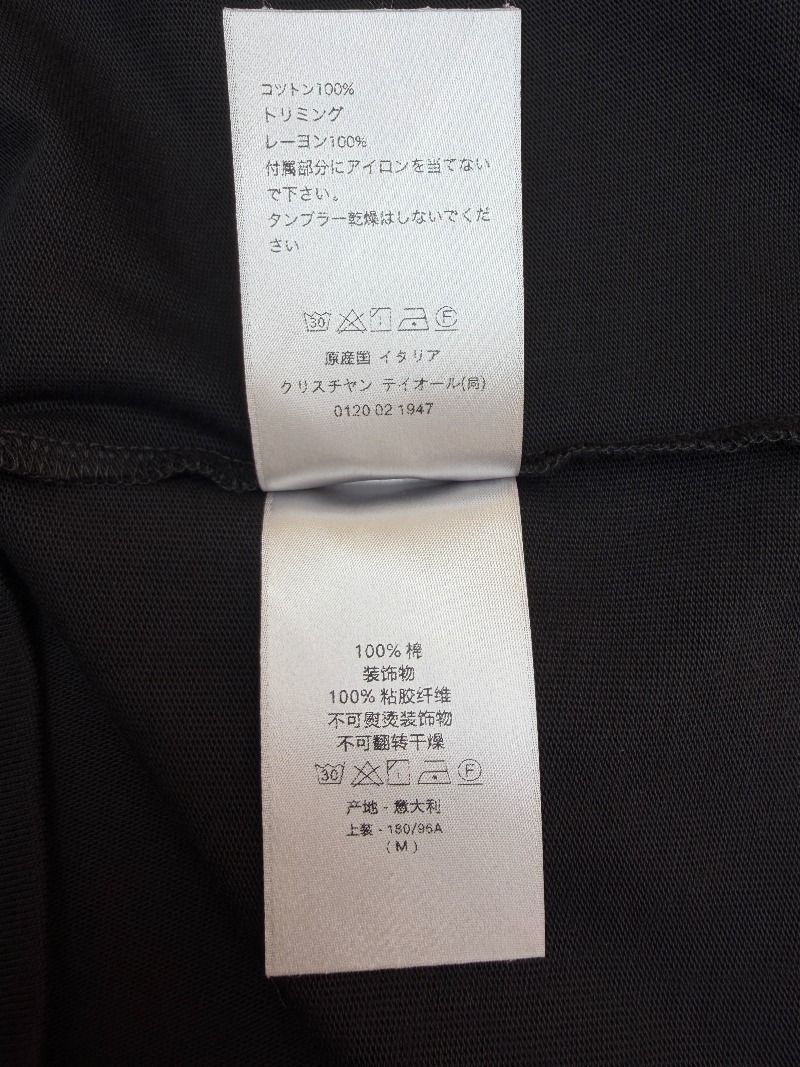 コットン100%
トリミング
レーヨン100%
付属部分にアイロンを当てない
で下さい。
タンブラー乾燥はしないでくだ
さい
30 F
原産国 イタリア
クリスチャン ディオール(局)
0120 02 1947
100% 棉
装饰物
100% 粘胶纤维
不可熨烫装饰物
不可翻转干燥
30 F
产地 - 意大利
上装 - 180/96A
( M )